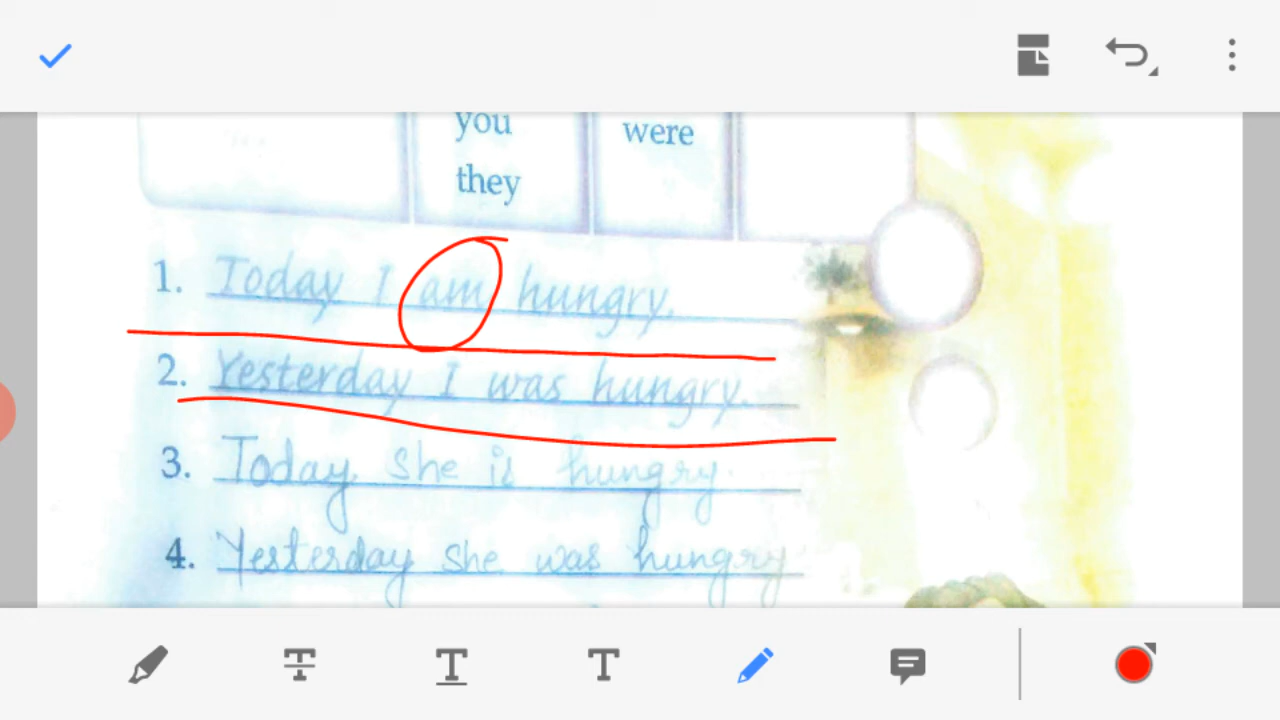 you
were
they
1. Today I am hungry.
2. Yesterday I was hungry.
3. Today she is hungry.
4. Yesterday she was hungry